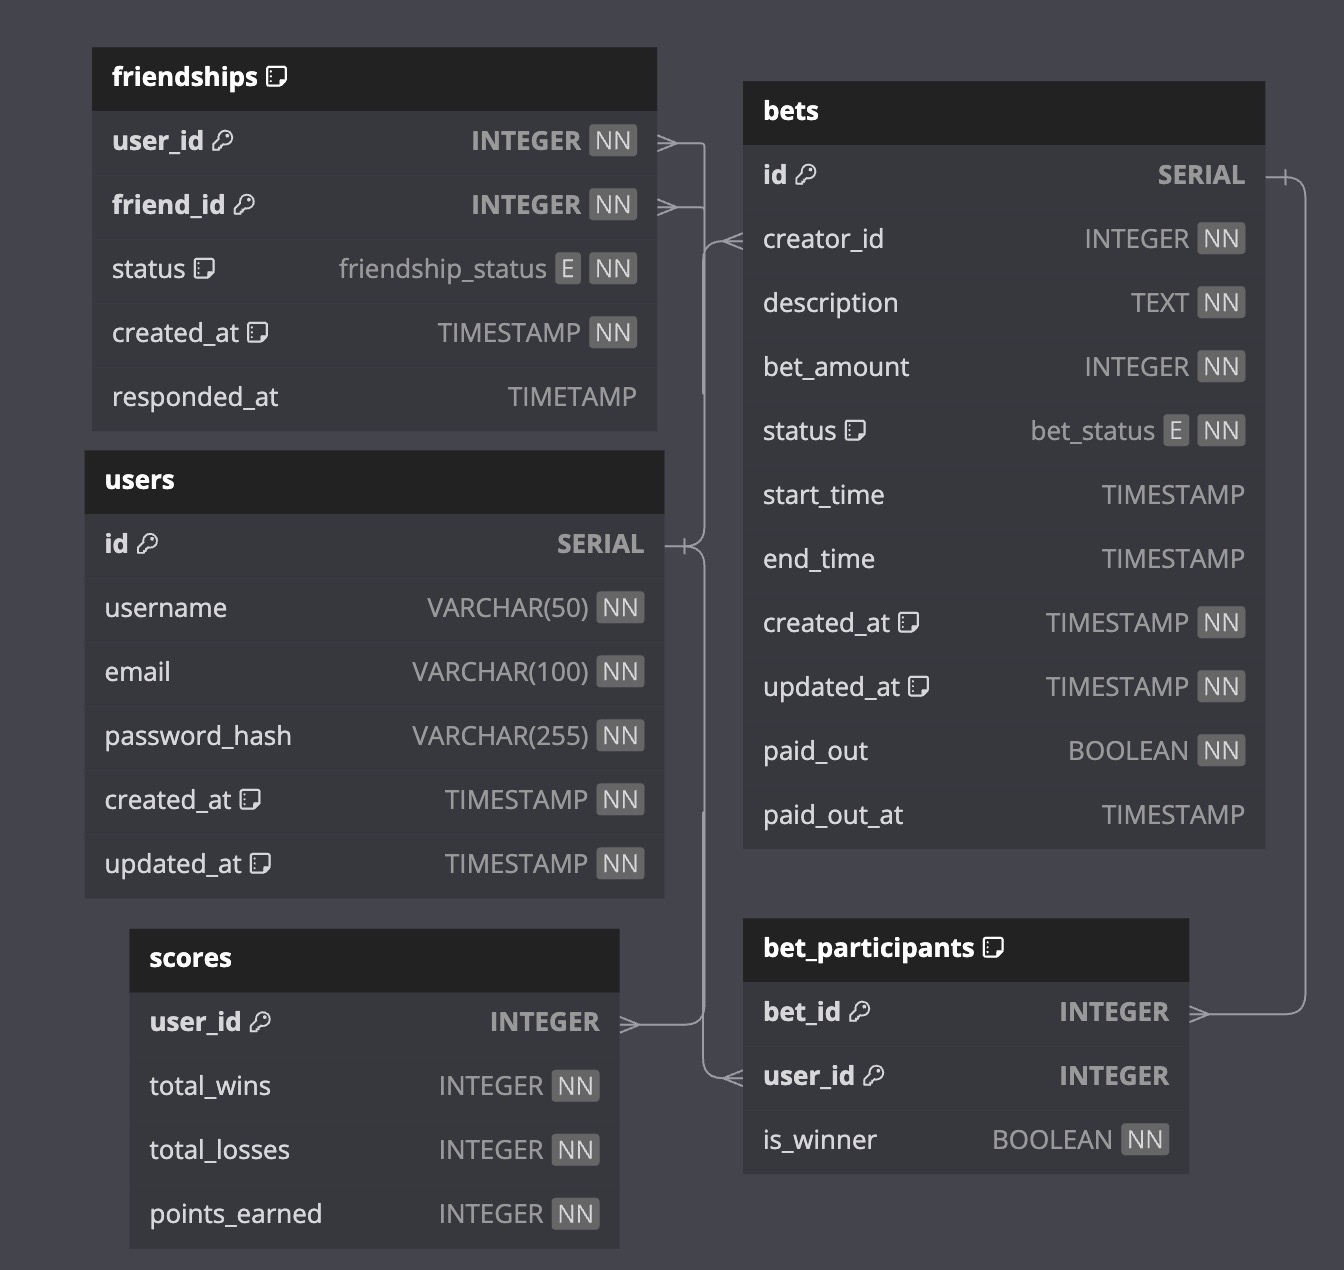 friendships
user_id INTEGER NN
friend_id INTEGER NN
status friendship_status E NN
created_at TIMESTAMP NN
responded_at TIMETAMP
users
id SERIAL
username VARCHAR(50) NN
email VARCHAR(100) NN
password_hash VARCHAR(255) NN
created_at TIMESTAMP NN
updated_at TIMESTAMP NN
scores
user_id INTEGER
total_wins INTEGER NN
total_losses INTEGER NN
points_earned INTEGER NN
bets
id SERIAL
creator_id INTEGER NN
description TEXT NN
bet_amount INTEGER NN
status bet_status E NN
start_time TIMESTAMP
end_time TIMESTAMP
created_at TIMESTAMP NN
updated_at TIMESTAMP NN
paid_out BOOLEAN NN
paid_out_at TIMESTAMP
bet_participants
bet_id INTEGER
user_id INTEGER
is_winner BOOLEAN NN